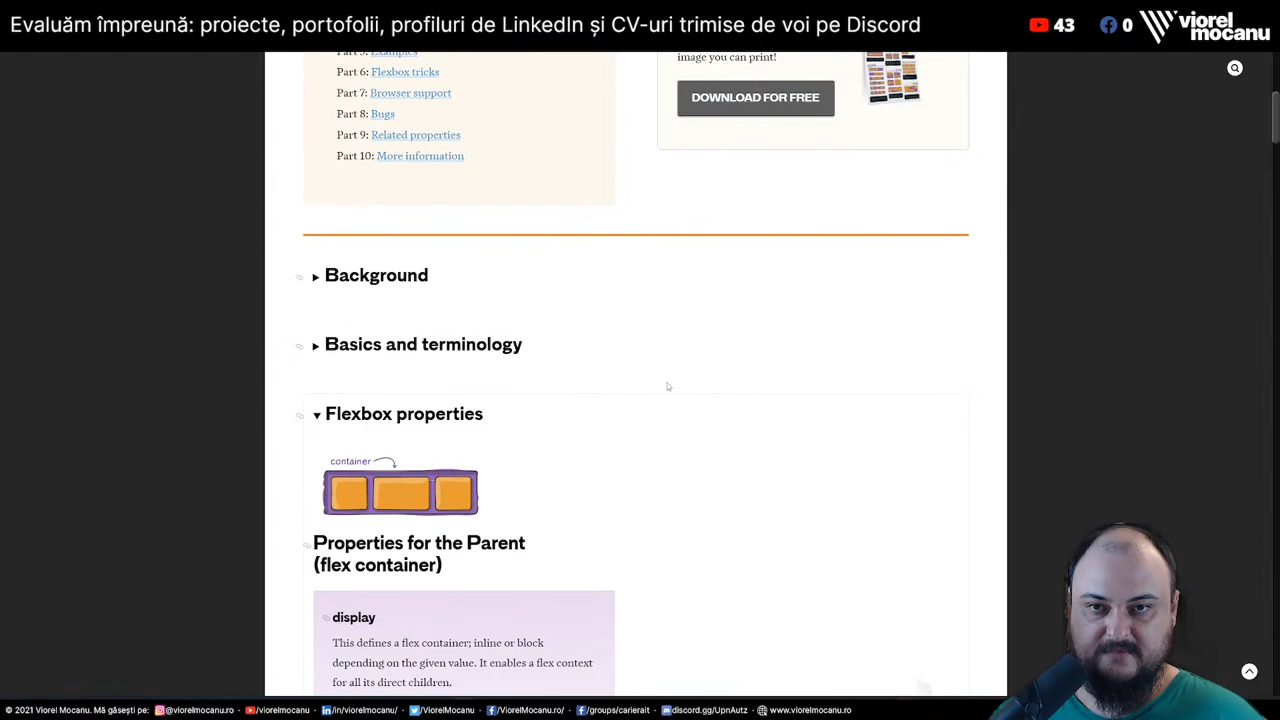 Evaluăm împreună: proiecte, portofolii, profiluri de LinkedIn și CV-uri trimise de voi pe Discord
43
0
viorel
mocanu
Examples
Part 6: Flexbox tricks
Part 7: Browser support
Part 8: Bugs
Part 9: Related properties
Part 10: More information
image you can print!
DOWNLOAD FOR FREE
Background
Basics and terminology
Flexbox properties
container
Properties for the Parent
(flex container)
display
This defines a flex container; inline or block
depending on the given value. It enables a flex context
for all its direct children.
© 2021 Viorel Mocanu. Mă găsești pe: @viorelmocanu.ro / /viorelmocanu / /in/viorelmocanu/ / /ViorelMocanu / /ViorelMocanu.ro/ / /groups/carierait / discord.gg/UpnAutz / www.viorelmocanu.ro